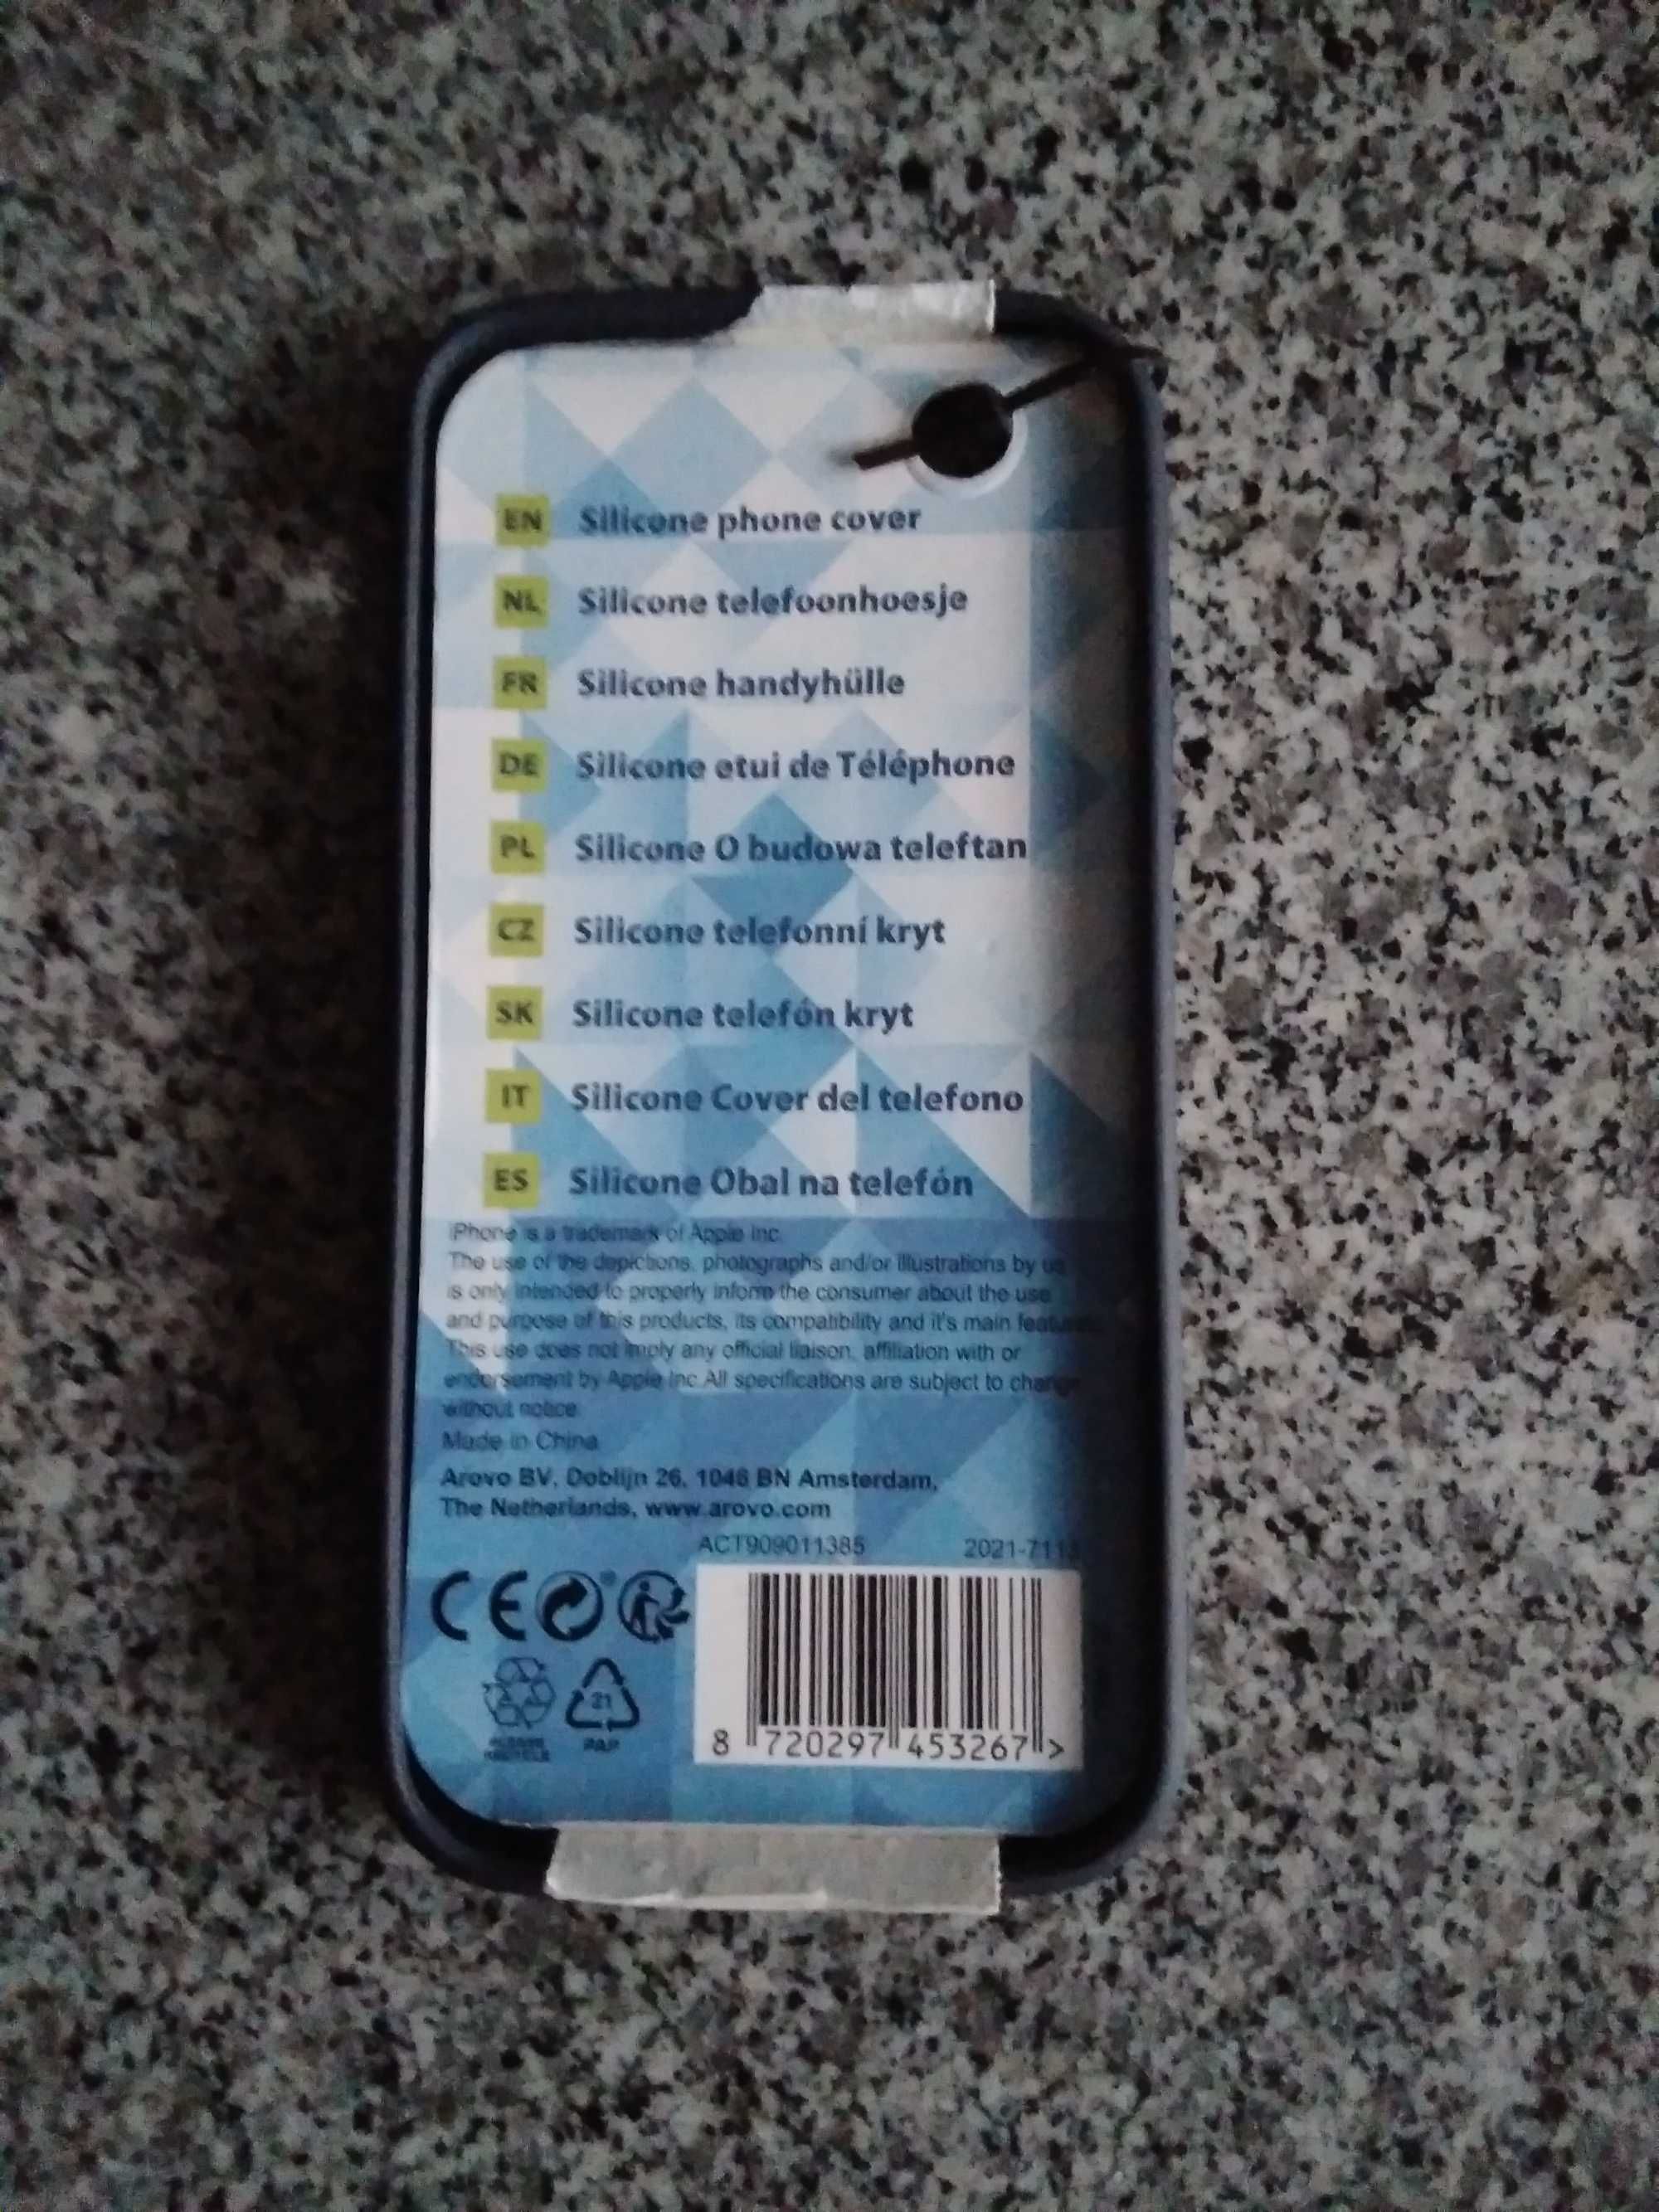 EN Silicone phone cover
NL Silicone telefoonhoesje
FR Silicone handyhülle
DE Silicone etui de Téléphone
PL Silicone O budowa teleftan
CZ Silicone telefonní kryt
SK Silicone telefón kryt
IT Silicone Cover del telefono
ES Silicone Obal na telefón
iPhone is a trademark of Apple Inc.
The use of the depictions, photographs and/or illustrations by us
is only intended to properly inform the consumer about the use
and purpose of this products, its compatibility and it's main
This use does not imply any official liaison, affiliation with or
endorsement by Apple Inc.All specifications are subject to
without notice.
Made in China
Arovo BV, Doblijn 26, 1046 BN Amsterdam,
The Netherlands, www.arovo.com
ACT909011385
CE
21
PAP
PLEASE
RECYCLE
8 720297 453267 >